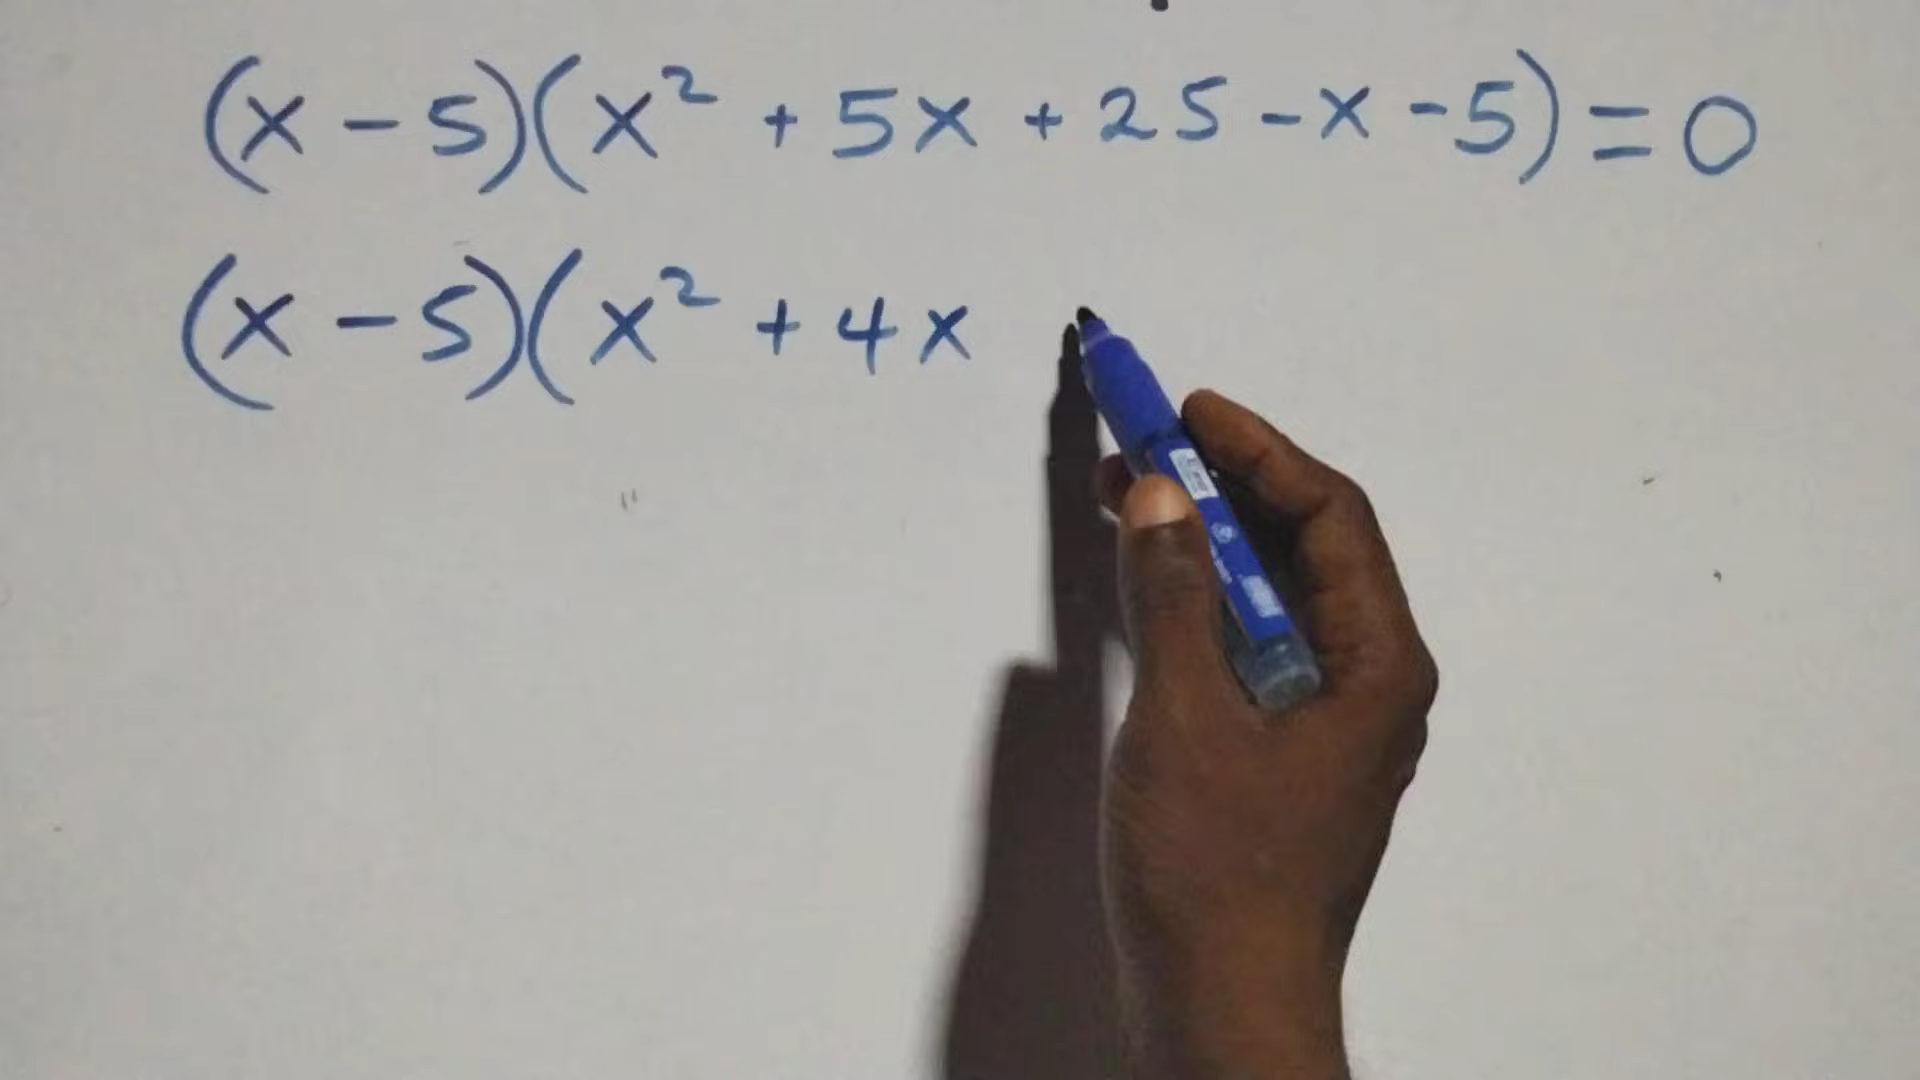 (x - 5)(x² + 5x + 25 - x - 5) = 0
(x - 5)(x² + 4x